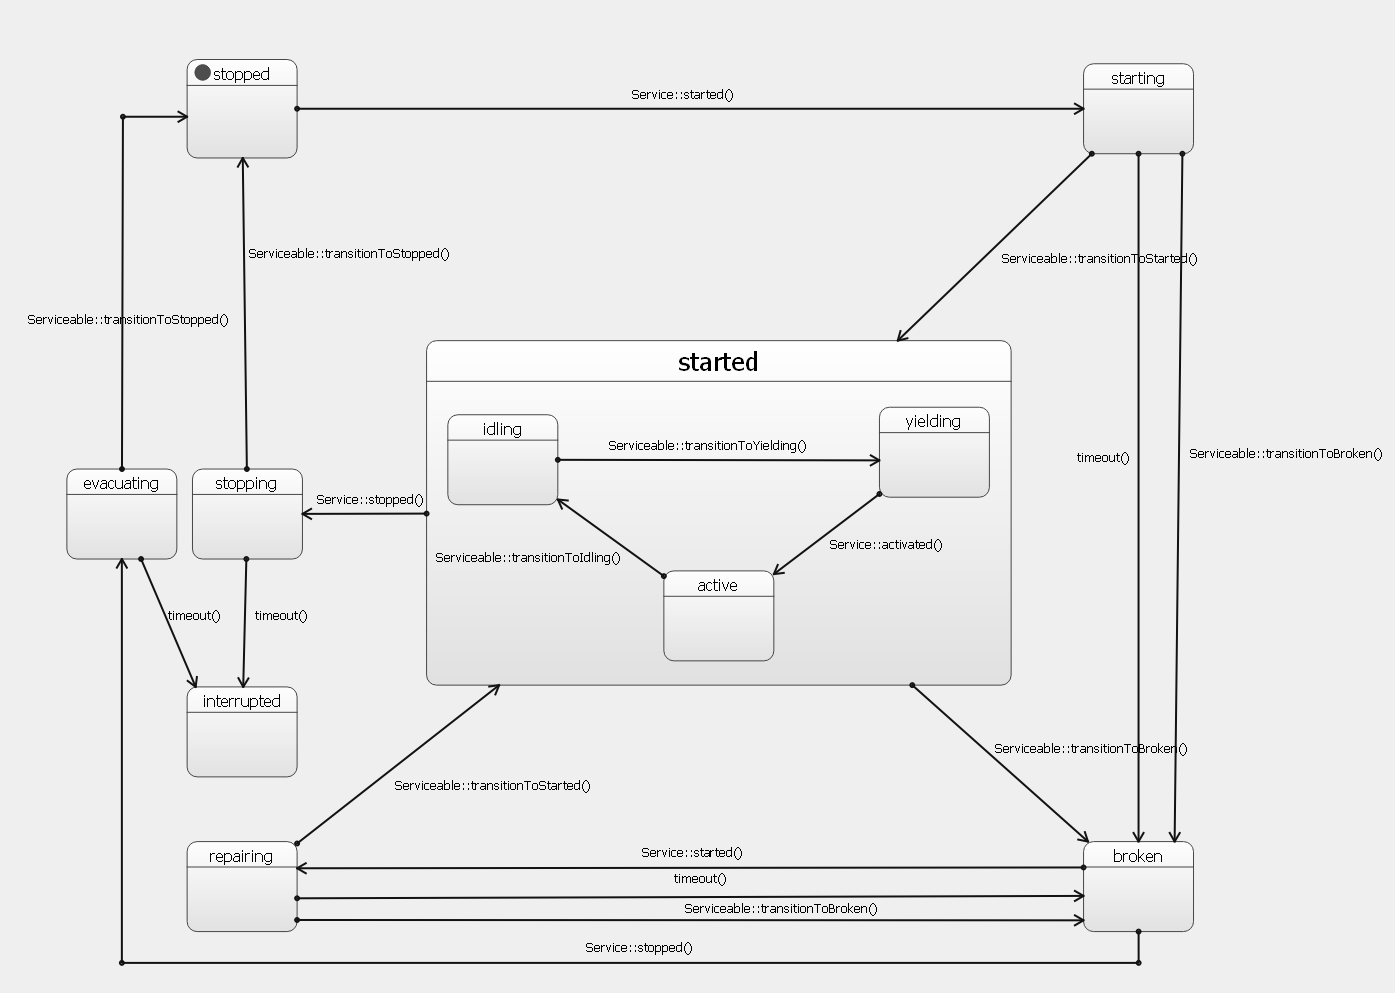 stopped
starting
Service::started()
Serviceable::transitionToStopped()
Serviceable::transitionToStarted()
Serviceable::transitionToStopped()
started
idling
yielding
Serviceable::transitionToYielding()
timeout()
Serviceable::transitionToBroken()
evacuating
stopping
Service::stopped()
Service::activated()
Serviceable::transitionToIdling()
active
timeout()
timeout()
interrupted
Serviceable::transitionToBroken()
Serviceable::transitionToStarted()
repairing
Service::started()
broken
timeout()
Serviceable::transitionToBroken()
Service::stopped()